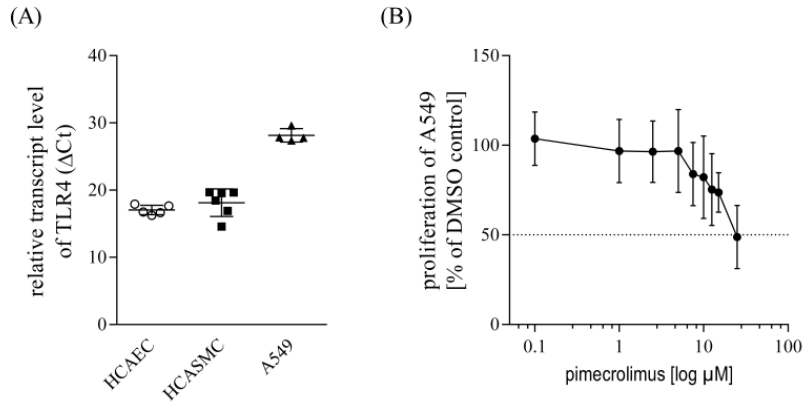 (A)
relative transcript level
of TLR4 (ΔCt)
40
30
20
10
0
HCAEC
HCASMC
A549
(B)
proliferation of A549
[% of DMSO control]
150
100
50
0
0.1
1
10
100
pimecrolimus [log µM]